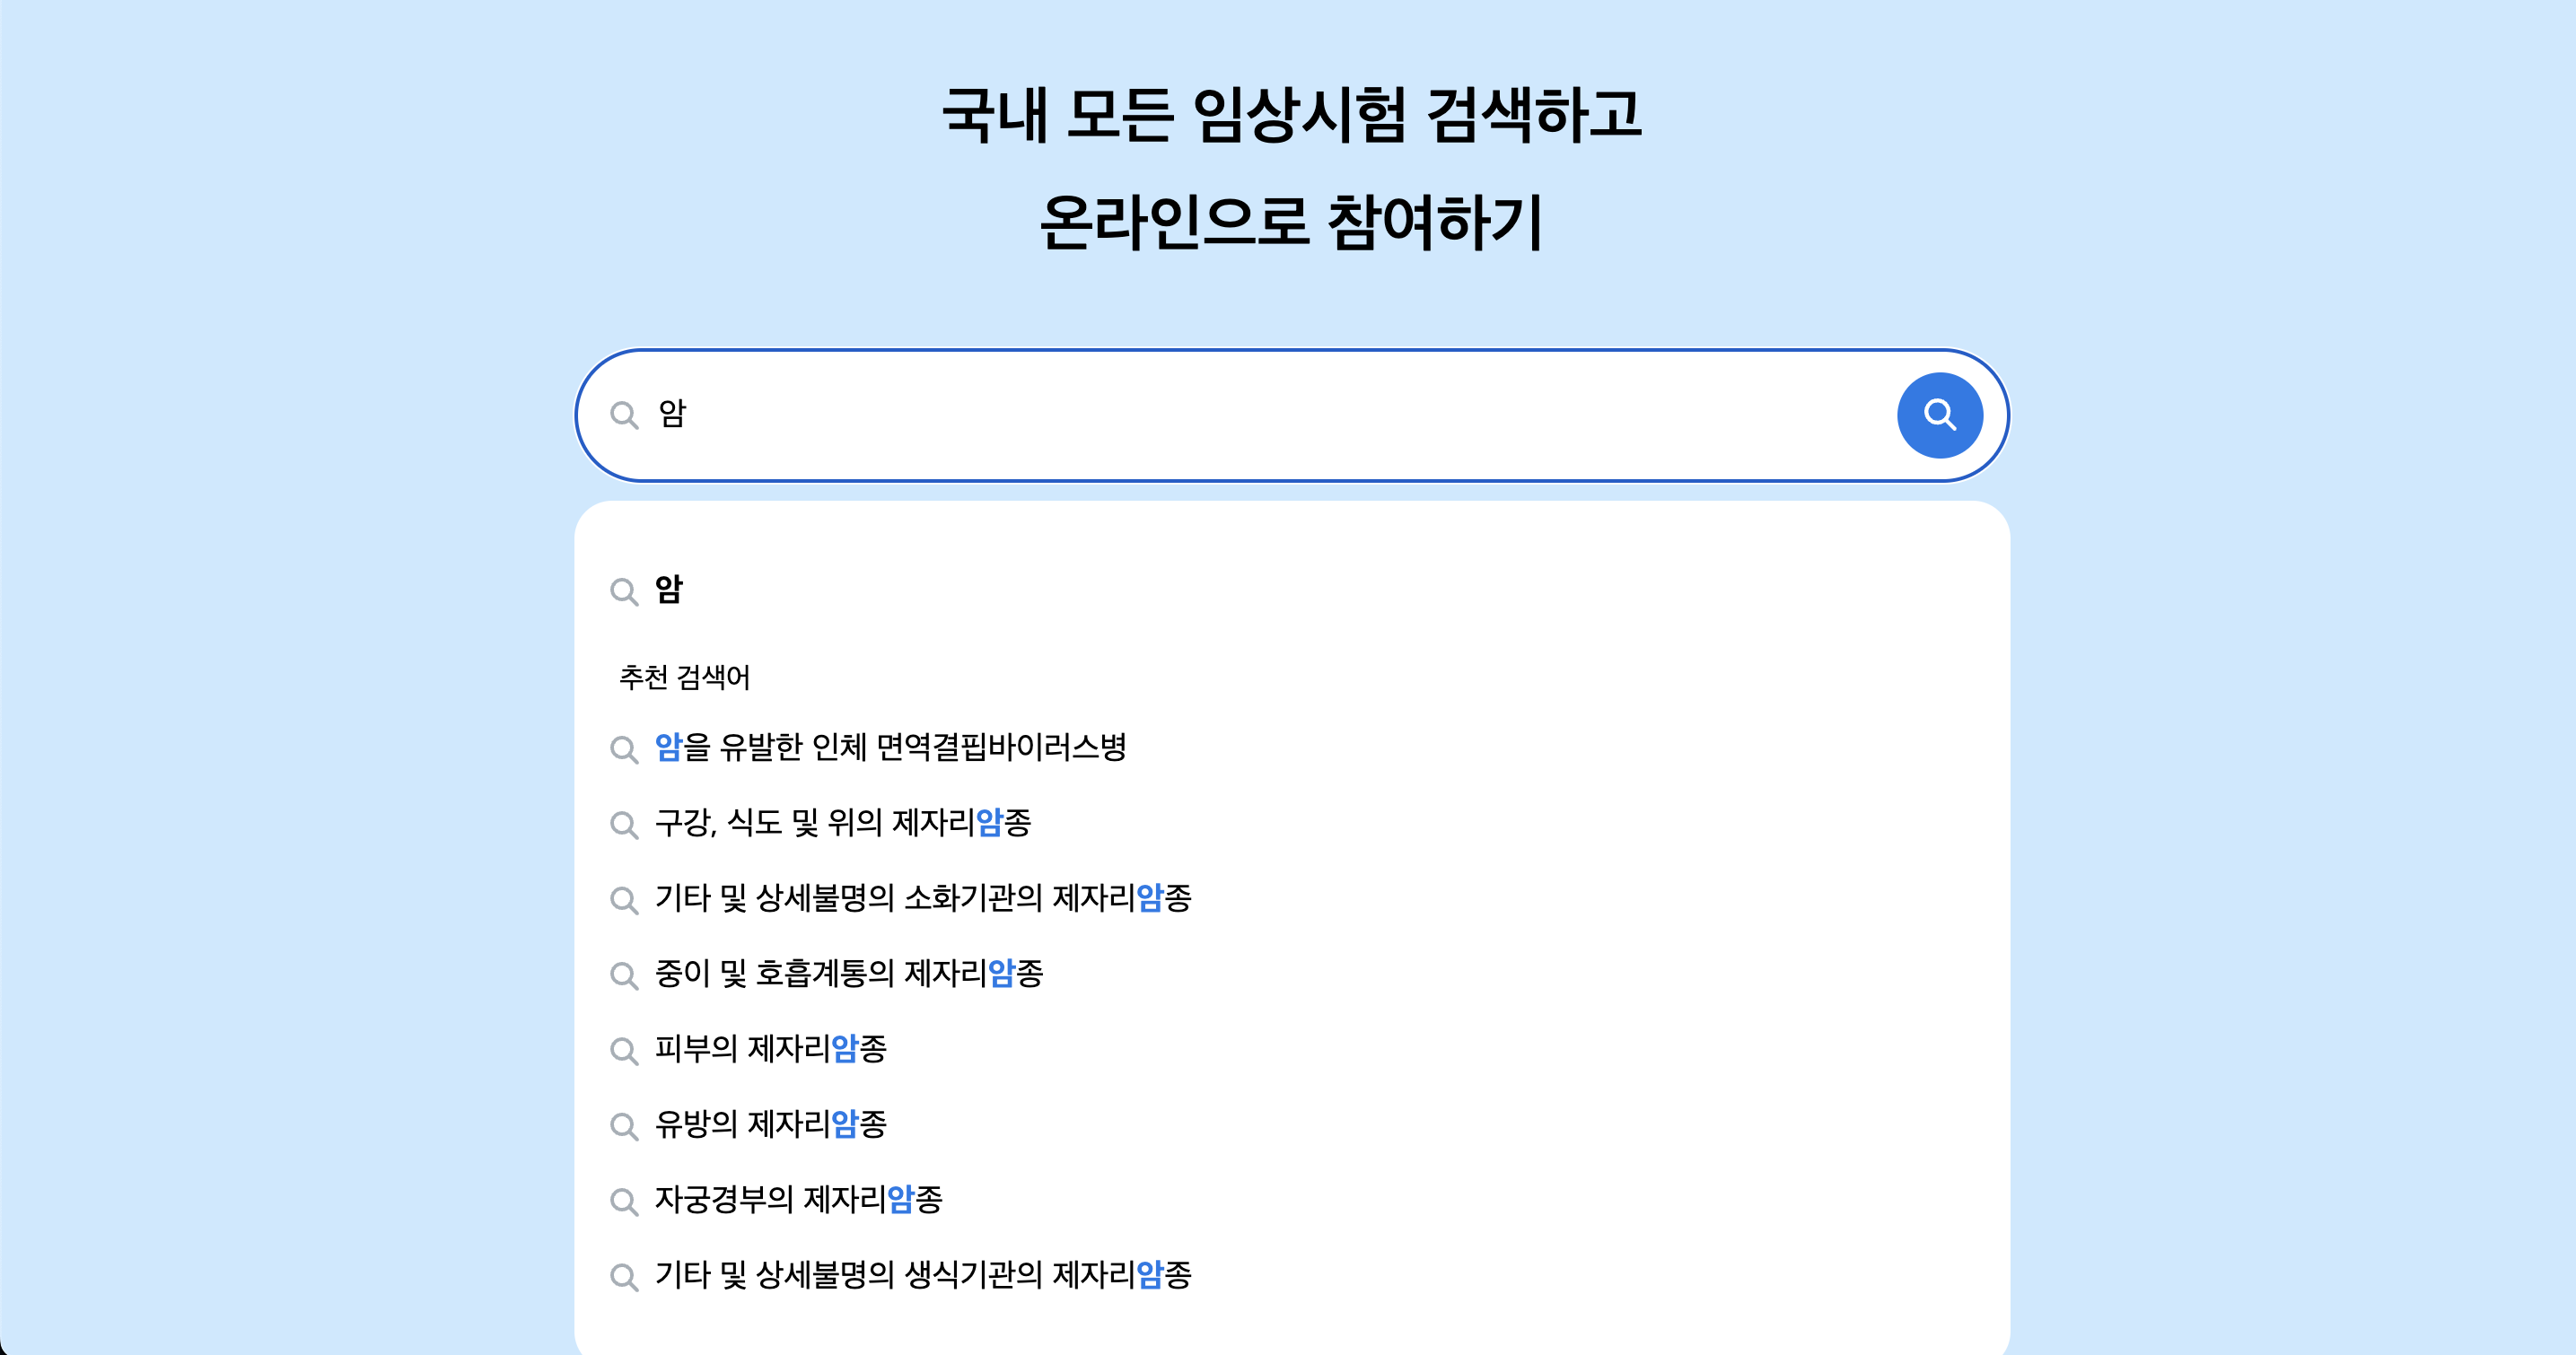 국내 모든 임상시험 검색하고
온라인으로 참여하기
암
암
추천 검색어
암을 유발한 인체 면역결핍바이러스병
구강, 식도 및 위의 제자리암종
기타 및 상세불명의 소화기관의 제자리암종
중이 및 호흡계통의 제자리암종
피부의 제자리암종
유방의 제자리암종
자궁경부의 제자리암종
기타 및 상세불명의 생식기관의 제자리암종